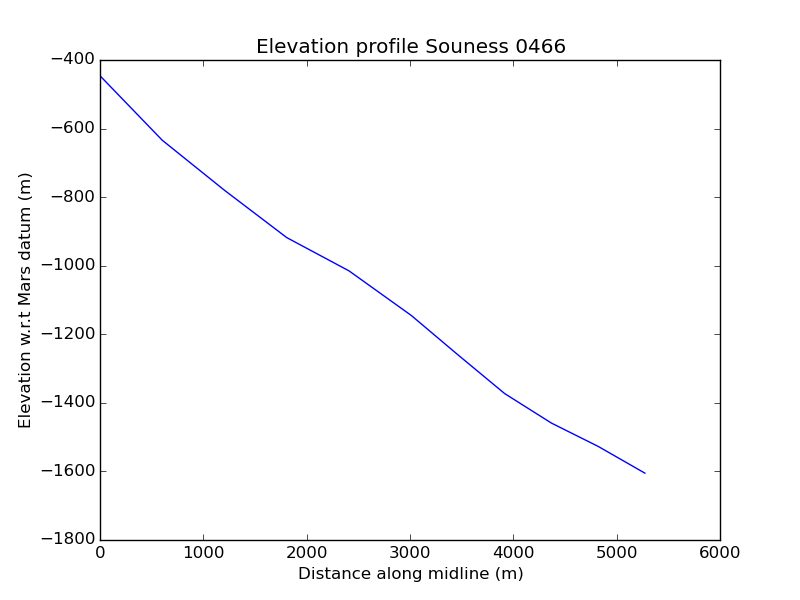 Elevation profile Souness 0466
−400
−600
−800
−1000
−1200
−1400
−1600
−1800
Elevation w.r.t Mars datum (m)
0 1000 2000 3000 4000 5000 6000
Distance along midline (m)